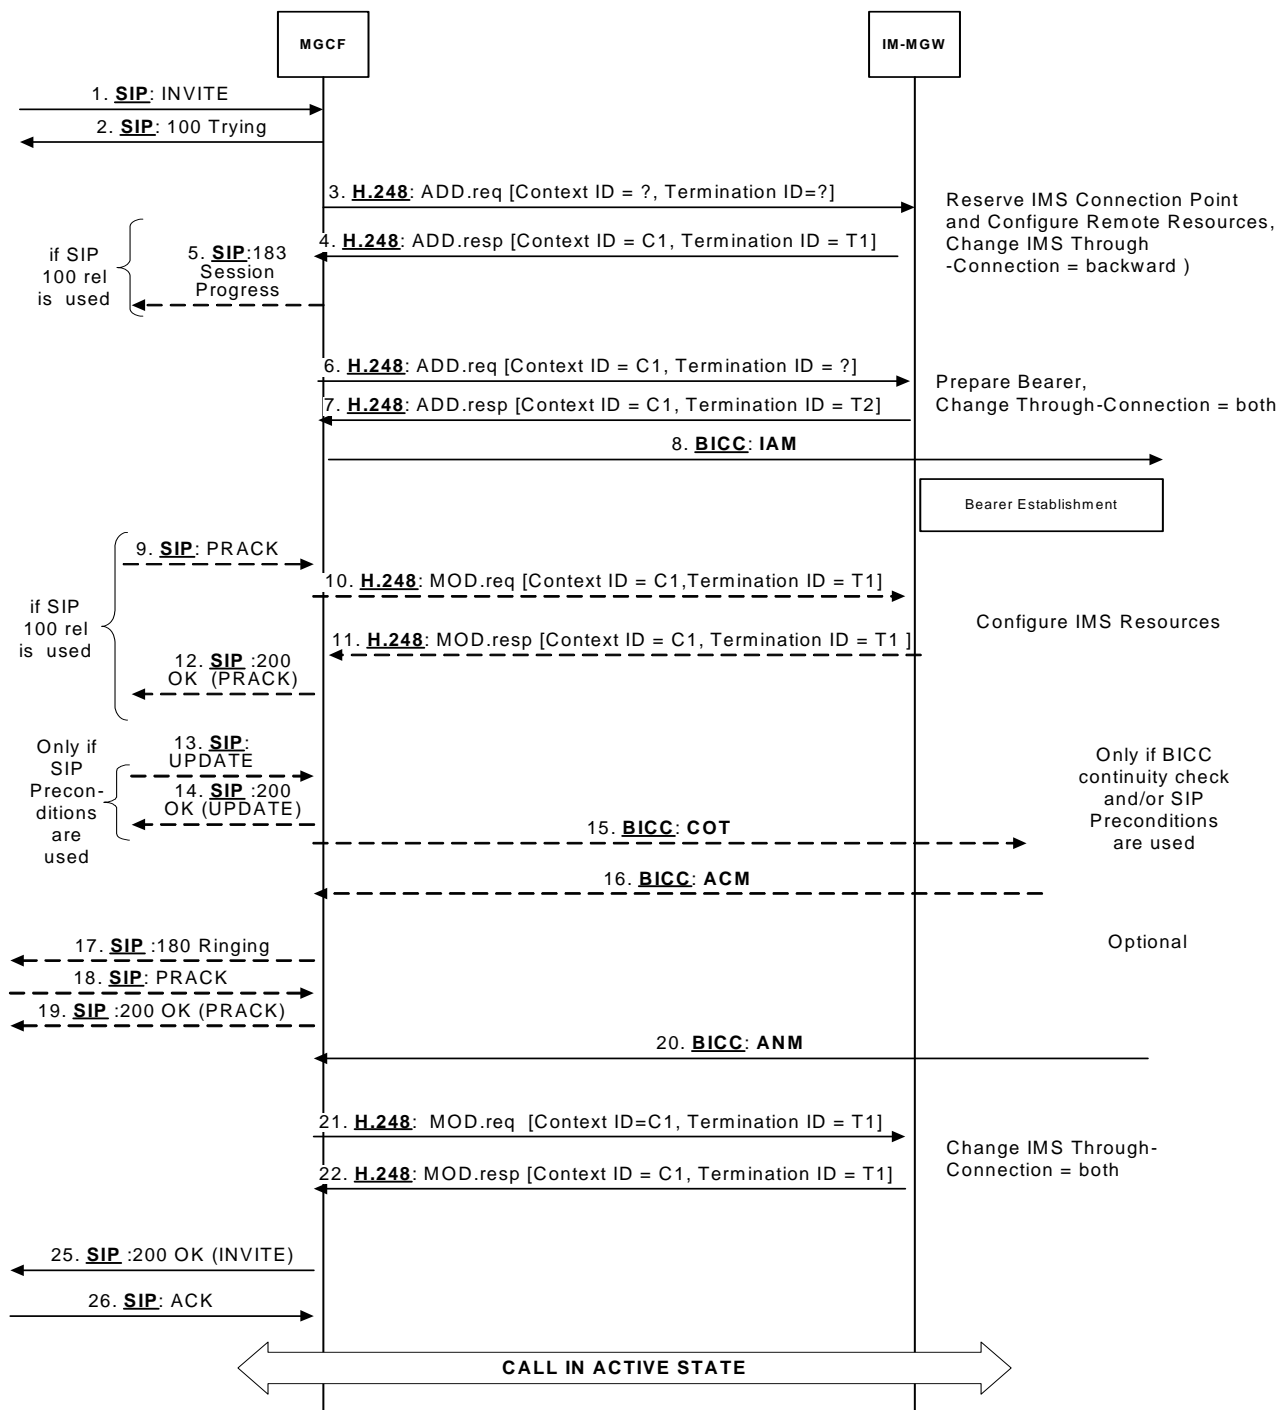 MGCF
IM-MGW
1. SIP: INVITE
2. SIP: 100 Trying
3. H.248: ADD.req [Context ID = ?, Termination ID=?]
Reserve IMS Connection Point
and Configure Remote Resources,
Change IMS Through
-Connection = backward )
4. H.248: ADD.resp [Context ID = C1, Termination ID = T1]
if SIP
100 rel
is used
5. SIP:183
Session
Progress
6. H.248: ADD.req [Context ID = C1, Termination ID = ?]
Prepare Bearer,
Change Through-Connection = both
7. H.248: ADD.resp [Context ID = C1, Termination ID = T2]
8. BICC: IAM
Bearer Establishment
if SIP
100 rel
is used
9. SIP: PRACK
10. H.248: MOD.req [Context ID = C1,Termination ID = T1]
Configure IMS Resources
11. H.248: MOD.resp [Context ID = C1, Termination ID = T1 ]
12. SIP :200
OK (PRACK)
Only if
SIP
Precon-
ditions
are
used
13. SIP:
UPDATE
14. SIP :200
OK (UPDATE)
Only if BICC
continuity check
and/or SIP
Preconditions
are used
15. BICC: COT
16. BICC: ACM
17. SIP :180 Ringing
Optional
18. SIP: PRACK
19. SIP :200 OK (PRACK)
20. BICC: ANM
21. H.248: MOD.req [Context ID=C1, Termination ID = T1]
Change IMS Through-
Connection = both
22. H.248: MOD.resp [Context ID = C1, Termination ID = T1]
25. SIP :200 OK (INVITE)
26. SIP: ACK
CALL IN ACTIVE STATE